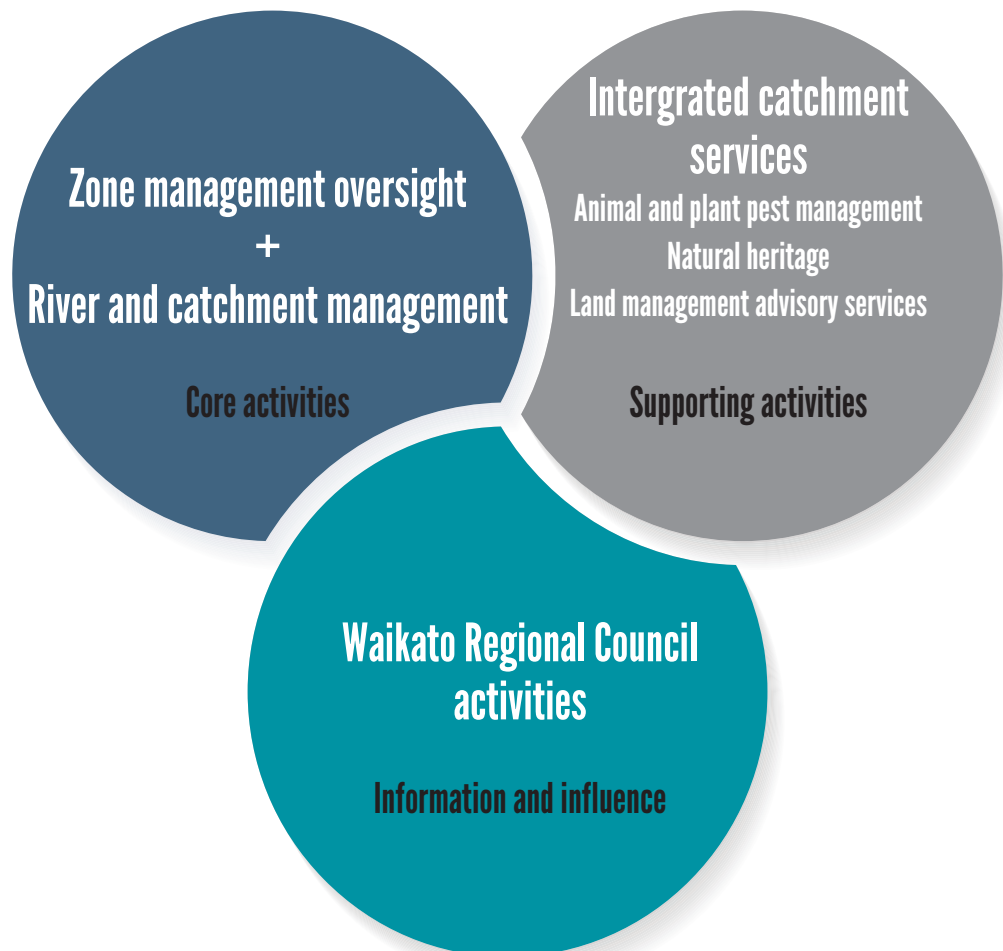 Zone management oversight
+
River and catchment management
Core activities
Intergrated catchment
services
Animal and plant pest management
Natural heritage
Land management advisory services
Supporting activities
Waikato Regional Council
activities
Information and influence